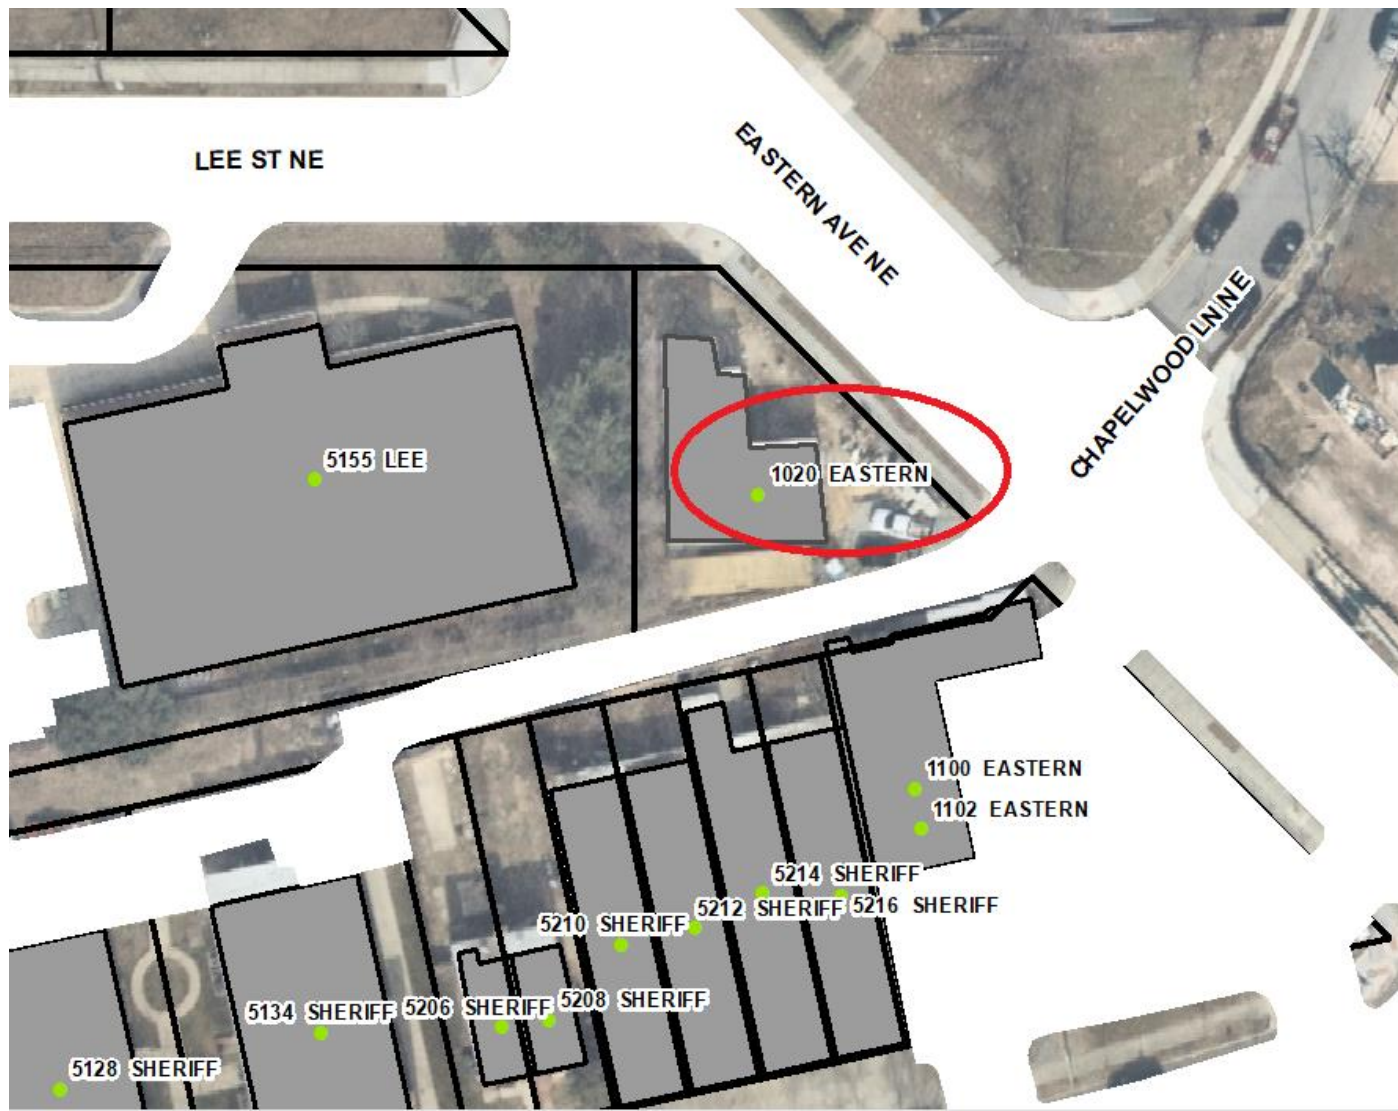 LEE ST NE
EASTERN AVE NE
CHAPELWOOD LN NE
5155 LEE
1020 EASTERN
1100 EASTERN
1102 EASTERN
5214 SHERIFF
5212 SHERIFF
5216 SHERIFF
5210 SHERIFF
5208 SHERIFF
5206 SHERIFF
5134 SHERIFF
5128 SHERIFF